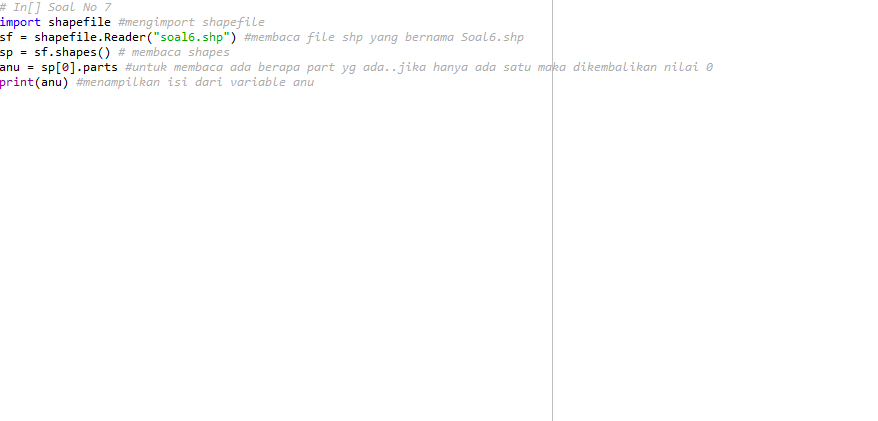 # In[] Soal No 7
import shapefile #mengimport shapefile
sf = shapefile.Reader("soal6.shp") #membaca file shp yang bernama Soal6.shp
sp = sf.shapes() # membaca shapes
anu = sp[0].parts #untuk membaca ada berapa part yg ada..jika hanya ada satu maka dikembalikan nilai 0
print(anu) #menampilkan isi dari variable anu